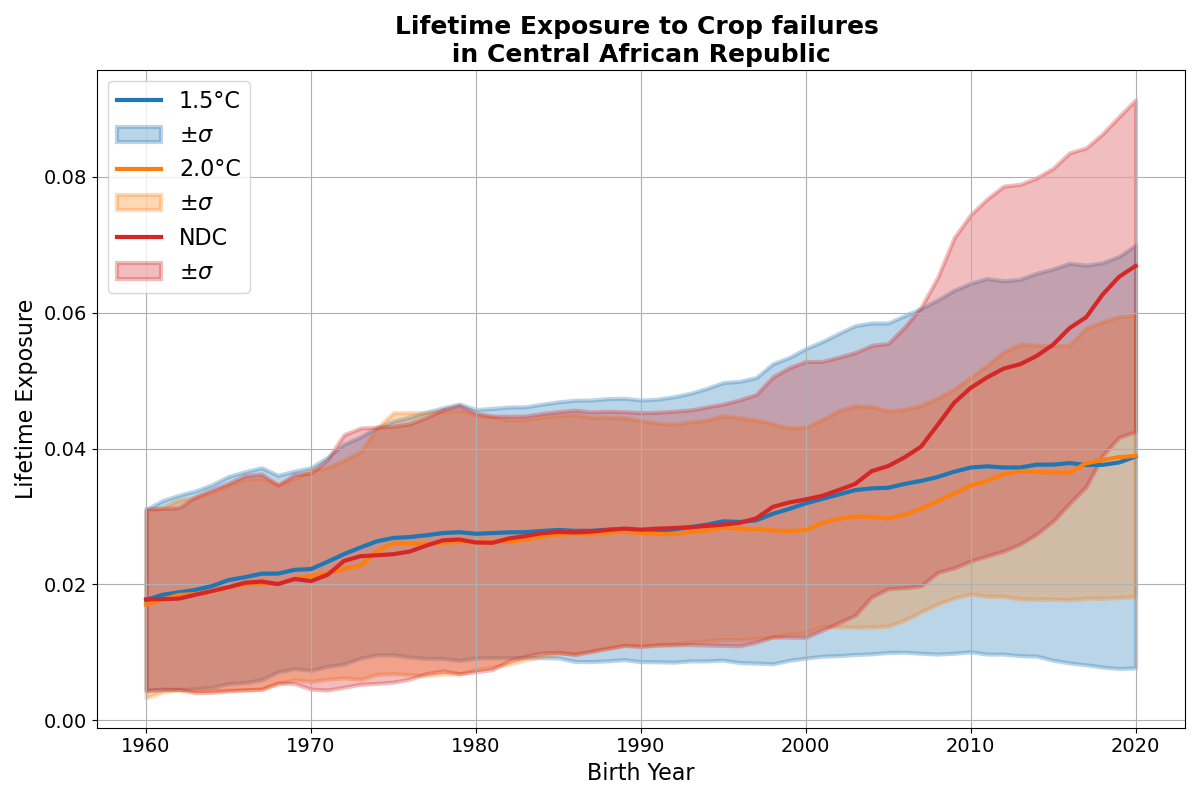 Lifetime Exposure to Crop failures
in Central African Republic
1.5°C
±σ
2.0°C
±σ
NDC
±σ
Lifetime Exposure
0.08
0.06
0.04
0.02
0.00
1960 1970 1980 1990 2000 2010 2020
Birth Year